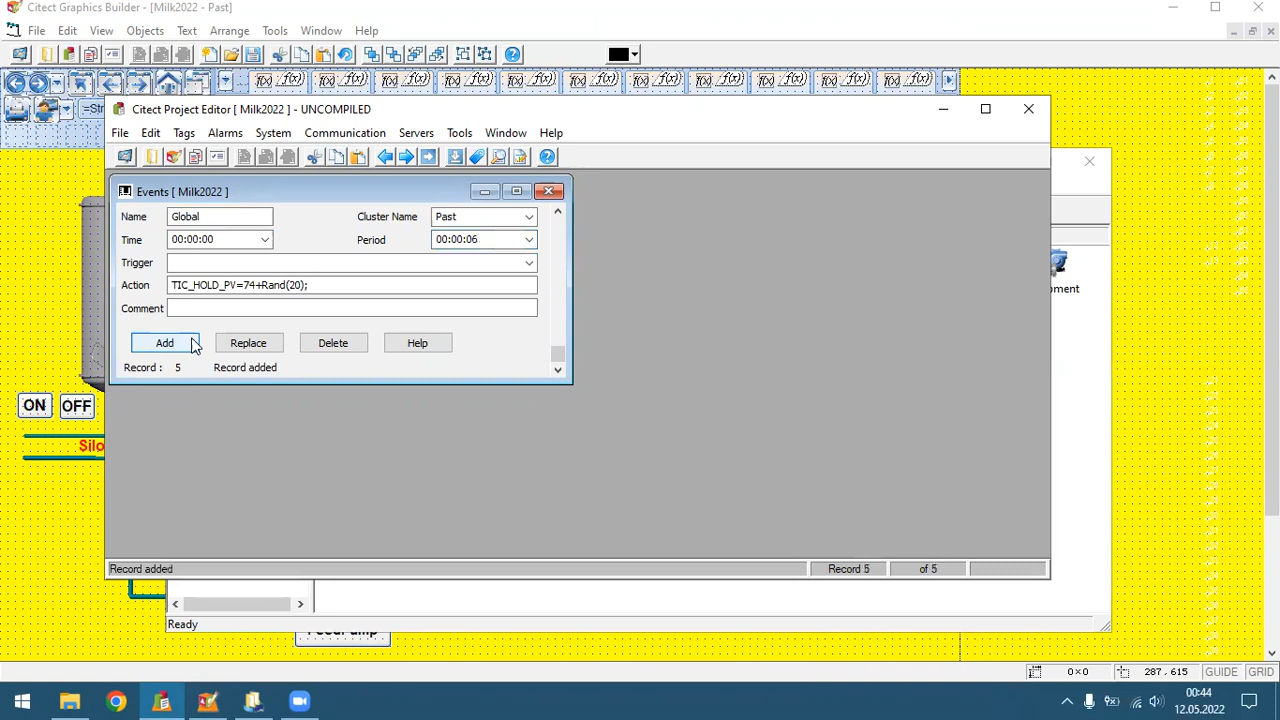 Citect Graphics Builder - [Milk2022 - Past]
File Edit View Objects Text Arrange Tools Window Help
=Str
Citect Project Editor [ Milk2022 ] - UNCOMPILED
File Edit Tags Alarms System Communication Servers Tools Window Help
Events [ Milk2022 ]
Name Global Cluster Name Past
Time 00:00:00 Period 00:00:06
Trigger
Action TIC_HOLD_PV=74+Rand(20);
Comment
Add Replace Delete Help
Record : 5 Record added
ON OFF
Silo
Record added Record 5 of 5
Ready
0×0 287,615 GUIDE GRID
00:44
12.05.2022